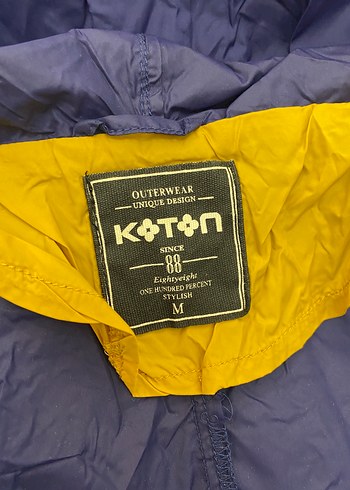 OUTERWEAR
UNIQUE DESIGN
KOTON
SINCE
88
Eightyeight
ONE HUNDRED PERCENT
STYLISH
M